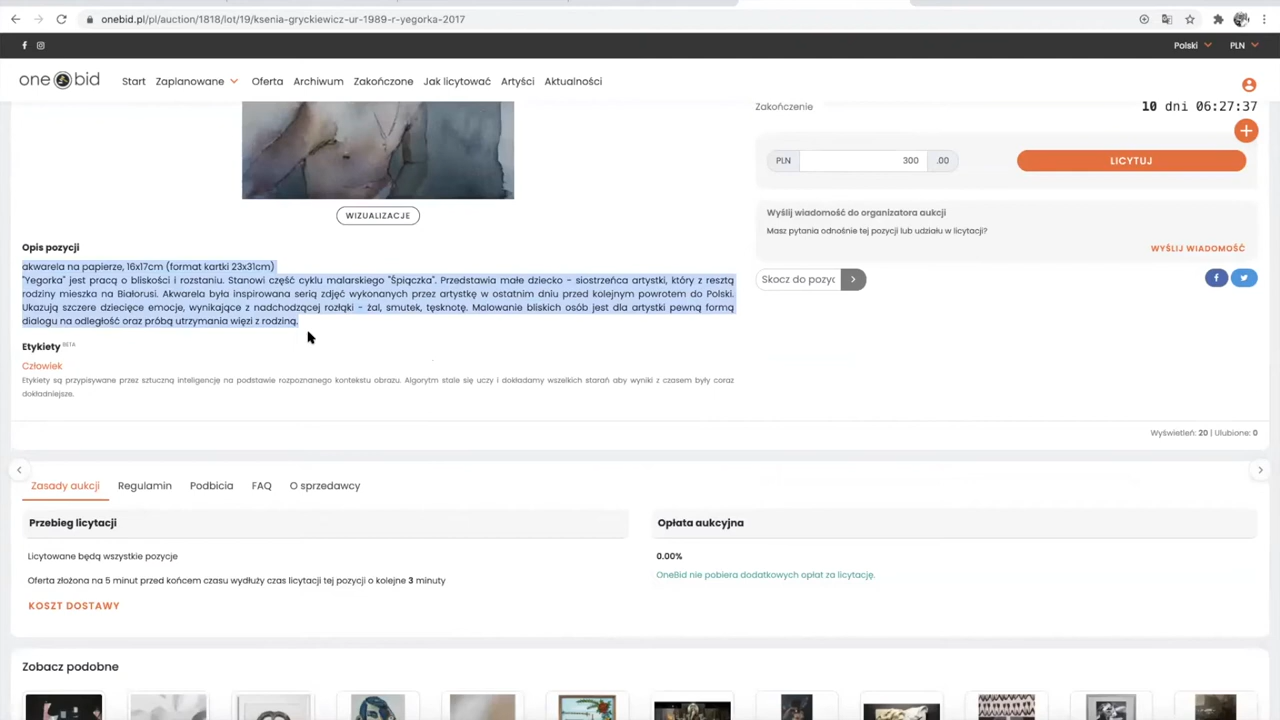 onebid.pl/pl/auction/1818/lot/19/ksenia-gryckiewicz-ur-1989-r-yegorka-2017
Polski PLN
one bid Start Zaplanowane Oferta Archiwum Zakończone Jak licytować Artyści Aktualności
Zakończenie 10 dni 06:27:37
PLN 300 .00 LICYTUJ
WIZUALIZACJE
Wyślij wiadomość do organizatora aukcji
Masz pytania odnośnie tej pozycji lub udziału w licytacji?
WYŚLIJ WIADOMOŚĆ
Skocz do pozyc
Opis pozycji
akwarela na papierze, 16x17cm (format kartki 23x31cm)
"Yegorka" jest pracą o bliskości i rozstaniu. Stanowi część cyklu malarskiego "Śpiączka". Przedstawia małe dziecko - siostrzeńca artystki, który z resztą
rodziny mieszka na Białorusi. Akwarela była inspirowana serią zdjęć wykonanych przez artystkę w ostatnim dniu przed kolejnym powrotem do Polski.
Ukazują szczere dziecięce emocje, wynikające z nadchodzącej rozłąki - żal, smutek, tęsknotę. Malowanie bliskich osób jest dla artystki pewną formą
dialogu na odległość oraz próbą utrzymania więzi z rodziną.
Etykiety BETA
Człowiek
Etykiety są przypisywane przez sztuczną inteligencję na podstawie rozpoznanego kontekstu obrazu. Algorytm stale się uczy i dokładamy wszelkich starań aby wyniki z czasem były coraz
dokładniejsze.
Wyświetleń: 20 | Ulubione: 0
Zasady aukcji Regulamin Podbicia FAQ O sprzedawcy
Przebieg licytacji
Licytowane będą wszystkie pozycje
Oferta złożona na 5 minut przed końcem czasu wydłuży czas licytacji tej pozycji o kolejne 3 minuty
KOSZT DOSTAWY
Opłata aukcyjna
0.00%
OneBid nie pobiera dodatkowych opłat za licytację.
Zobacz podobne